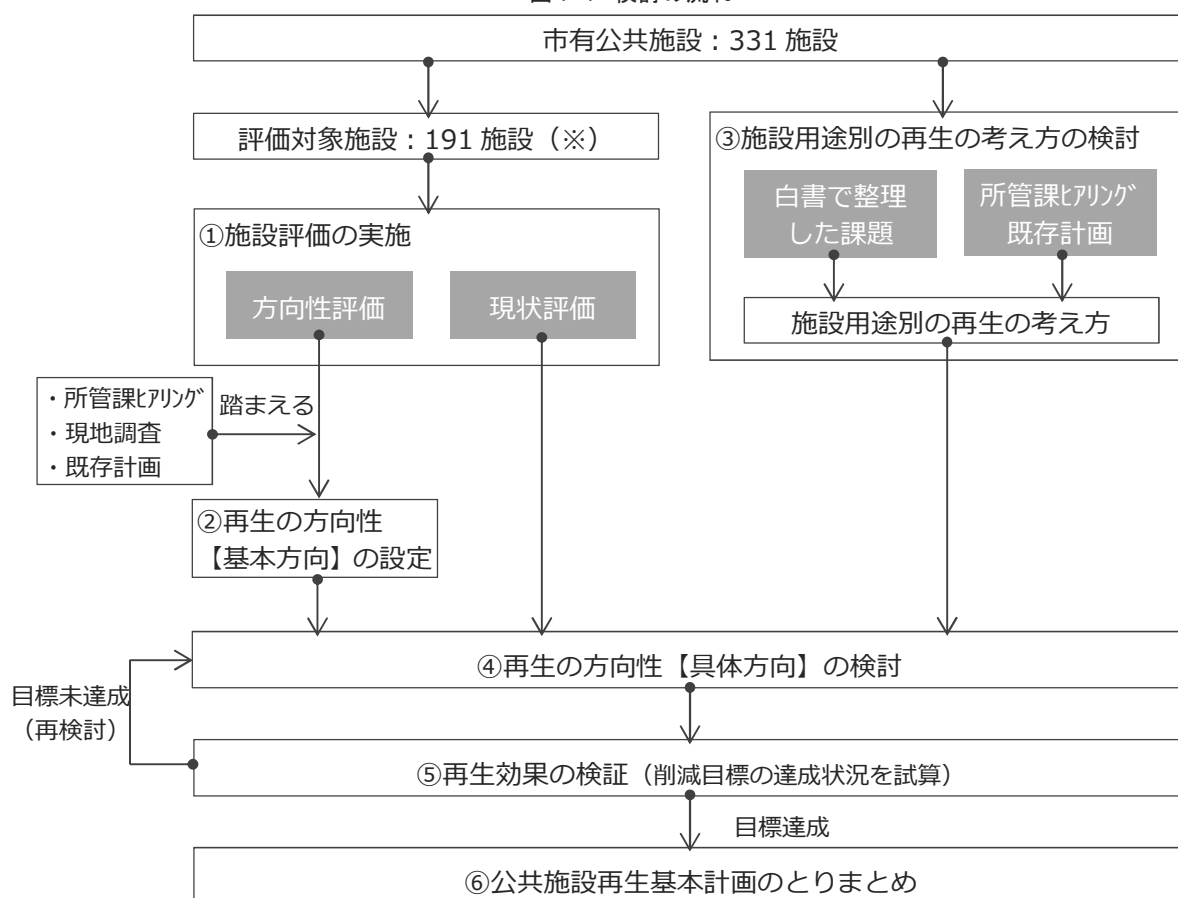 市有公共施設：331 施設
評価対象施設：191 施設（※）
③施設用途別の再生の考え方の検討
白書で整理
した課題
所管課ﾋｱﾘﾝｸﾞ
既存計画
施設用途別の再生の考え方
①施設評価の実施
方向性評価
現状評価
・所管課ﾋｱﾘﾝｸﾞ
・現地調査
・既存計画
踏まえる
②再生の方向性
【基本方向】の設定
④再生の方向性【具体方向】の検討
目標未達成
（再検討）
⑤再生効果の検証（削減目標の達成状況を試算）
目標達成
⑥公共施設再生基本計画のとりまとめ